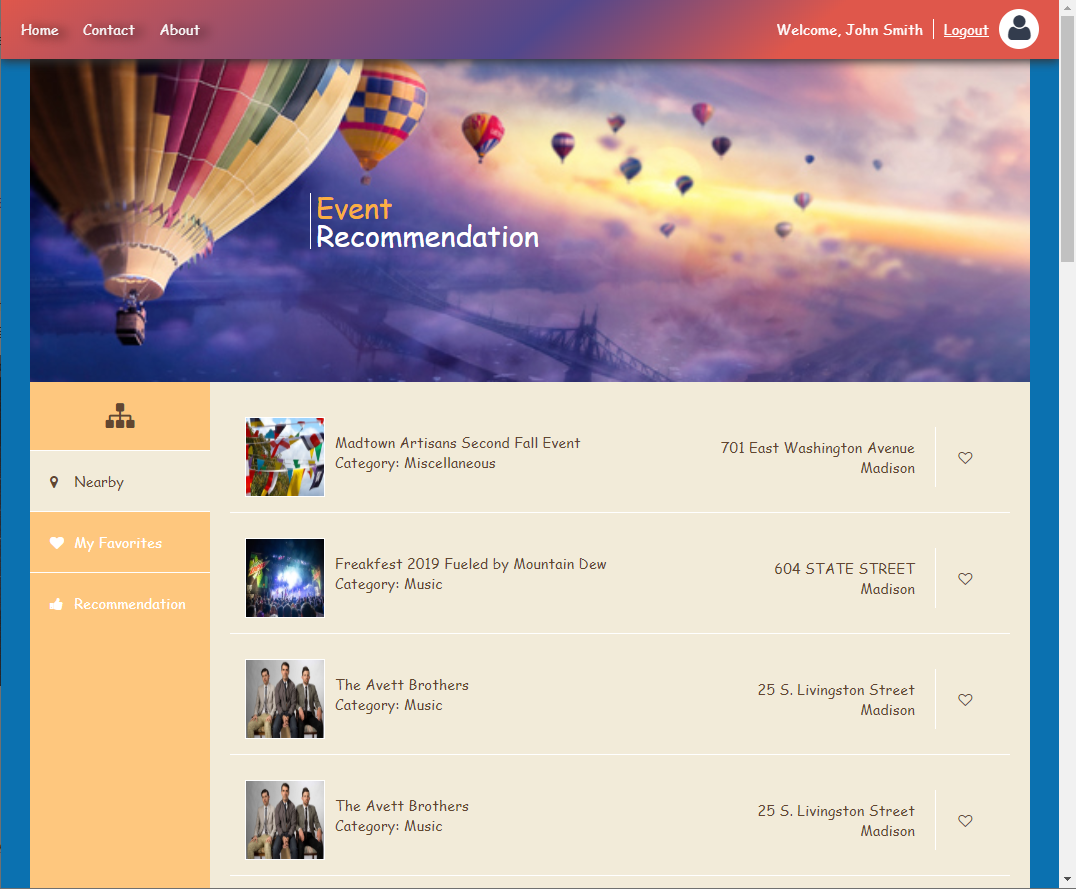 Home Contact About Welcome, John Smith Logout
Event
Recommendation
Nearby
My Favorites
Recommendation
Madtown Artisans Second Fall Event
Category: Miscellaneous
701 East Washington Avenue
Madison
Freakfest 2019 Fueled by Mountain Dew
Category: Music
604 STATE STREET
Madison
The Avett Brothers
Category: Music
25 S. Livingston Street
Madison
The Avett Brothers
Category: Music
25 S. Livingston Street
Madison